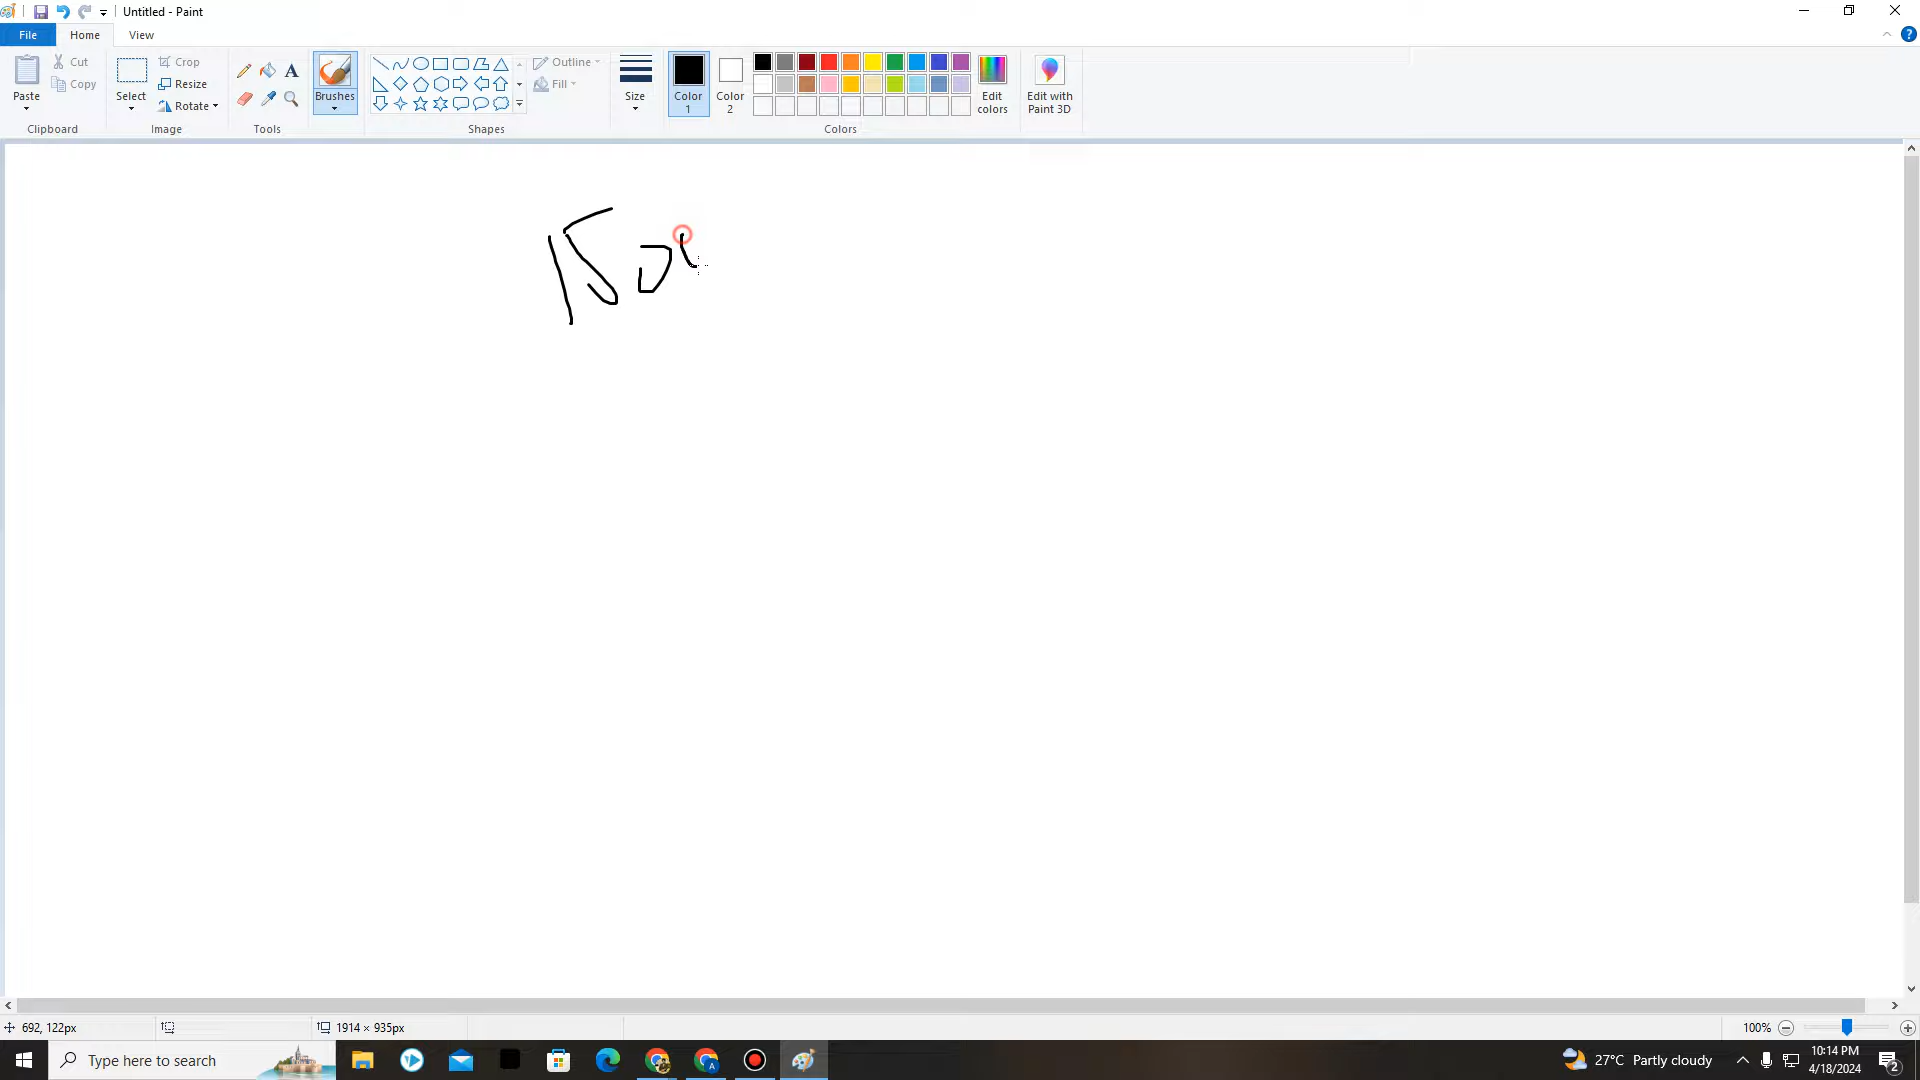 Untitled - Paint
File Home View
Paste Cut Copy Clipboard
Select Crop Resize Rotate Image
A Tools
Brushes
Shapes Outline Fill
Size
Color 1 Color 2 Colors
Edit colors
Edit with Paint 3D
692, 122px 1914 × 935px 100%
Type here to search 27°C Partly cloudy 10:14 PM 4/18/2024 2